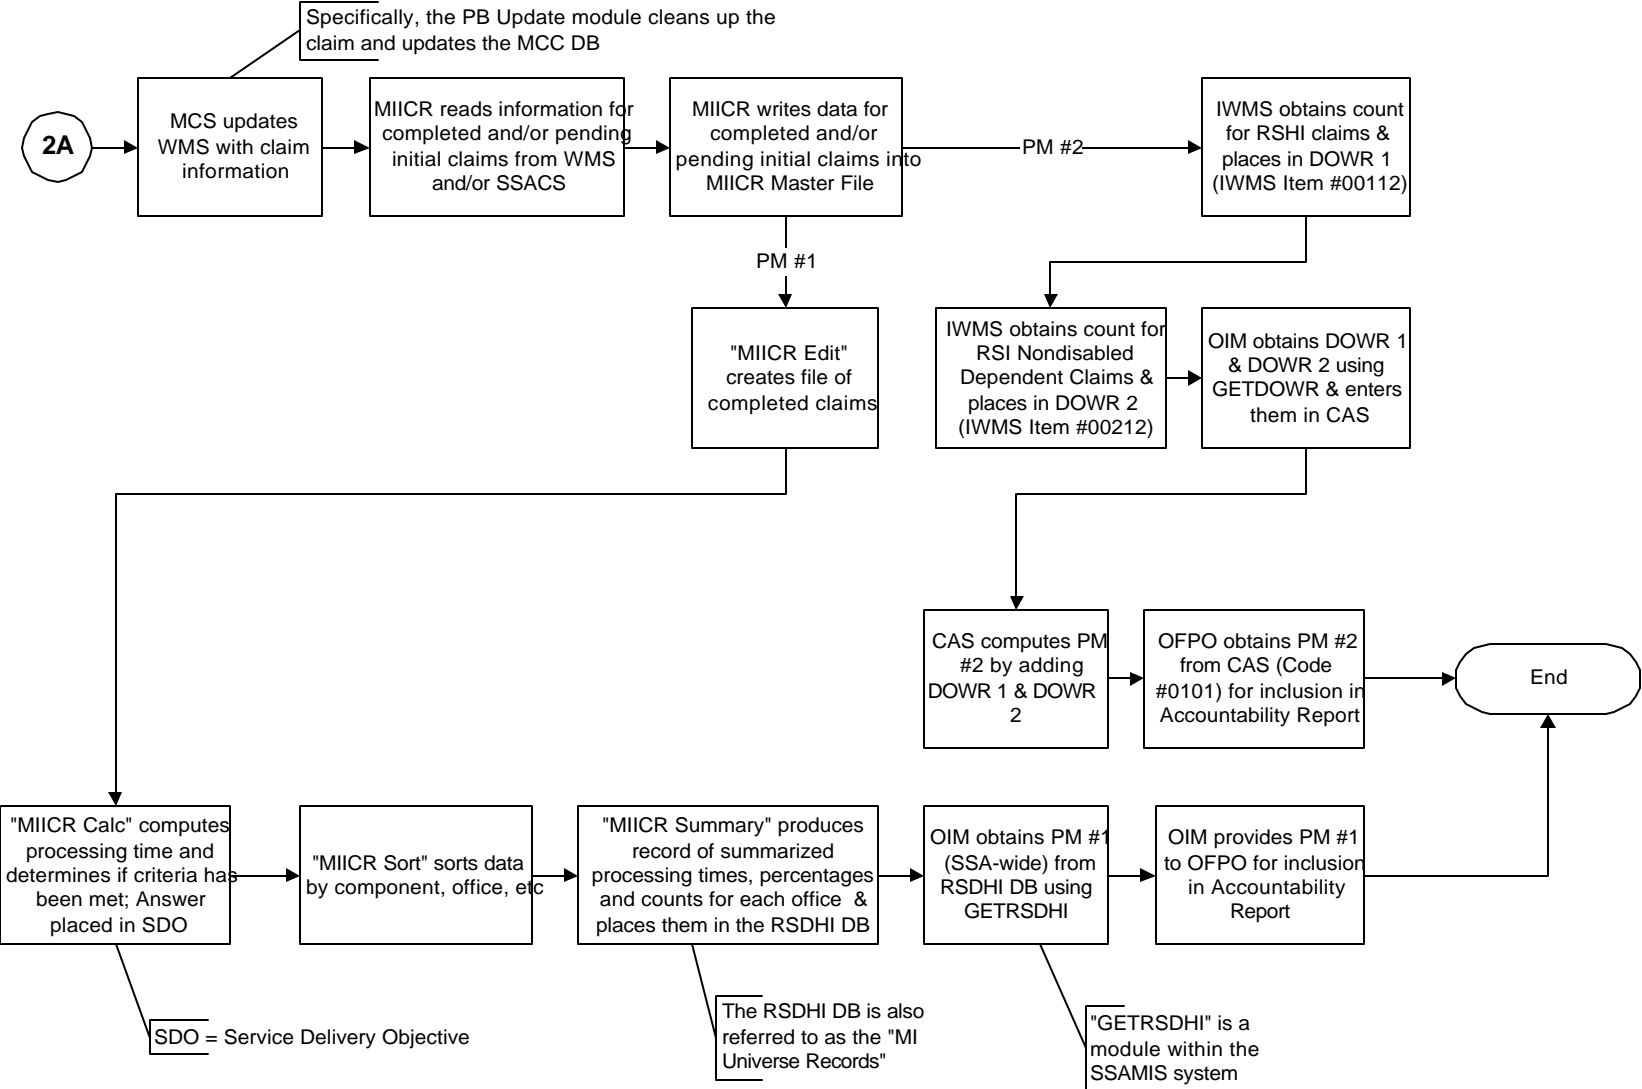 Specifically, the PB Update module cleans up the
claim and updates the MCC DB
2A
MCS updates
WMS with claim
information
MIICR reads information for
completed and/or pending
initial claims from WMS
and/or SSACS
MIICR writes data for
completed and/or
pending initial claims into
MIICR Master File
PM #2
IWMS obtains count
for RSHI claims &
places in DOWR 1
(IWMS Item #00112)
PM #1
"MIICR Edit"
creates file of
completed claims
IWMS obtains count for
RSI Nondisabled
Dependent Claims &
places in DOWR 2
(IWMS Item #00212)
OIM obtains DOWR 1
& DOWR 2 using
GETDOWR & enters
them in CAS
CAS computes PM
#2 by adding
DOWR 1 & DOWR
2
OFPO obtains PM #2
from CAS (Code
#0101) for inclusion in
Accountability Report
End
"MIICR Calc" computes
processing time and
determines if criteria has
been met; Answer
placed in SDO
"MIICR Sort" sorts data
by component, office, etc
"MIICR Summary" produces
record of summarized
processing times, percentages
and counts for each office &
places them in the RSDHI DB
OIM obtains PM #1
(SSA-wide) from
RSDHI DB using
GETRSDHI
OIM provides PM #1
to OFPO for inclusion
in Accountability
Report
SDO = Service Delivery Objective
The RSDHI DB is also
referred to as the "MI
Universe Records"
"GETRSDHI" is a
module within the
SSAMIS system